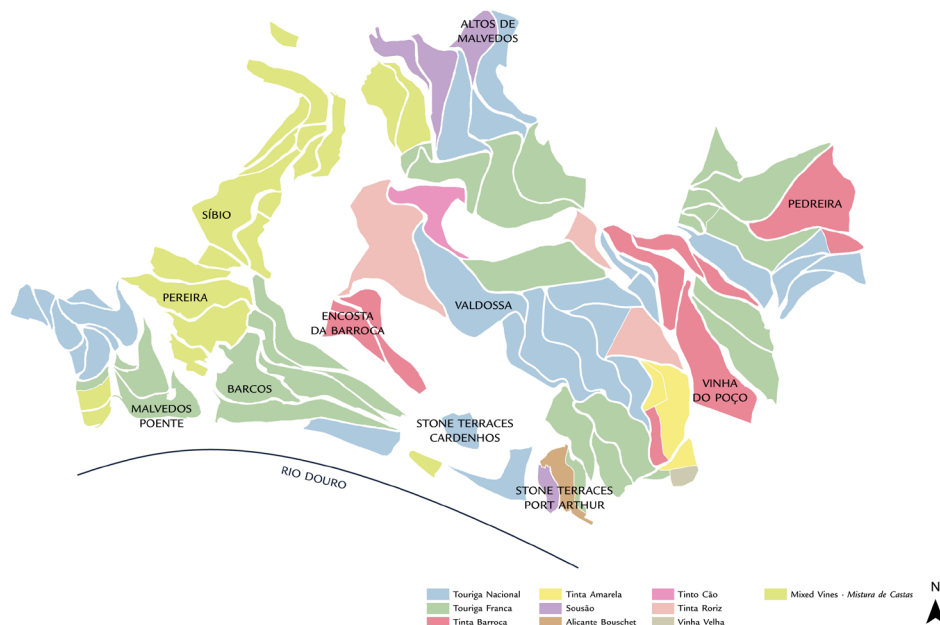 ALTOS DE
MALVEDOS
PEDREIRA
SÍBIO
PEREIRA
VALDOSSA
ENCOSTA
DA BARROCA
BARCOS
VINHA
DO POÇO
MALVEDOS
POENTE
STONE TERRACES
CARDENHOS
RIO DOURO
STONE TERRACES
PORT ARTHUR
N
Touriga Nacional
Touriga Franca
Tinta Barroca
Tinta Amarela
Sousão
Alicante Bouschet
Tinto Cão
Tinta Roriz
Vinha Velha
Mixed Vines - Mistura de Castas